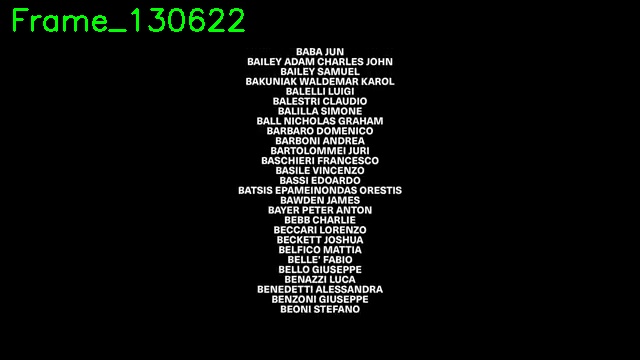 Frame_130622
BABA JUN
BAILEY ADAM CHARLES JOHN
BAILEY SAMUEL
BAKUNIAK WALDEMAR KAROL
BALELLI LUIGI
BALESTRI CLAUDIO
BALILLA SIMONE
BALL NICHOLAS GRAHAM
BARBARO DOMENICO
BARBONI ANDREA
BARTOLOMMEI JURI
BASCHIERI FRANCESCO
BASILE VINCENZO
BASSI EDOARDO
BATSIS EPAMEINONDAS ORESTIS
BAWDEN JAMES
BAYER PETER ANTON
BEBB CHARLIE
BECCARI LORENZO
BECKETT JOSHUA
BELFICO MATTIA
BELLE' FABIO
BELLO GIUSEPPE
BENAZZI LUCA
BENEDETTI ALESSANDRA
BENZONI GIUSEPPE
BEONI STEFANO